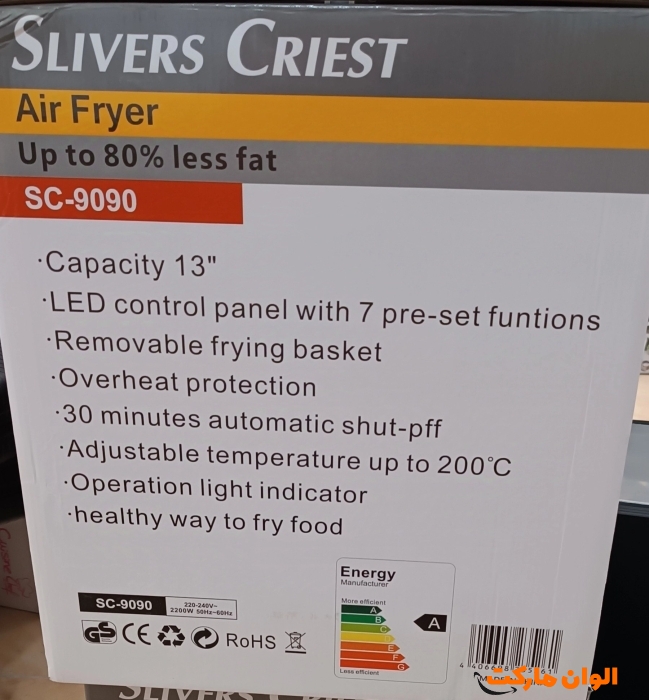 SLIVERS CRIEST
Air Fryer
Up to 80% less fat
SC-9090
·Capacity 13"
·LED control panel with 7 pre-set funtions
·Removable frying basket
·Overheat protection
·30 minutes automatic shut-pff
·Adjustable temperature up to 200℃
·Operation light indicator
·healthy way to fry food
SC-9090
220-240V~
2200W 50Hz-60Hz
GS CE RoHS
Energy
Manufacturer
More efficient
A
B
C
D
E
F
G
A
Less efficient
الوان مارکت
SLIVERS